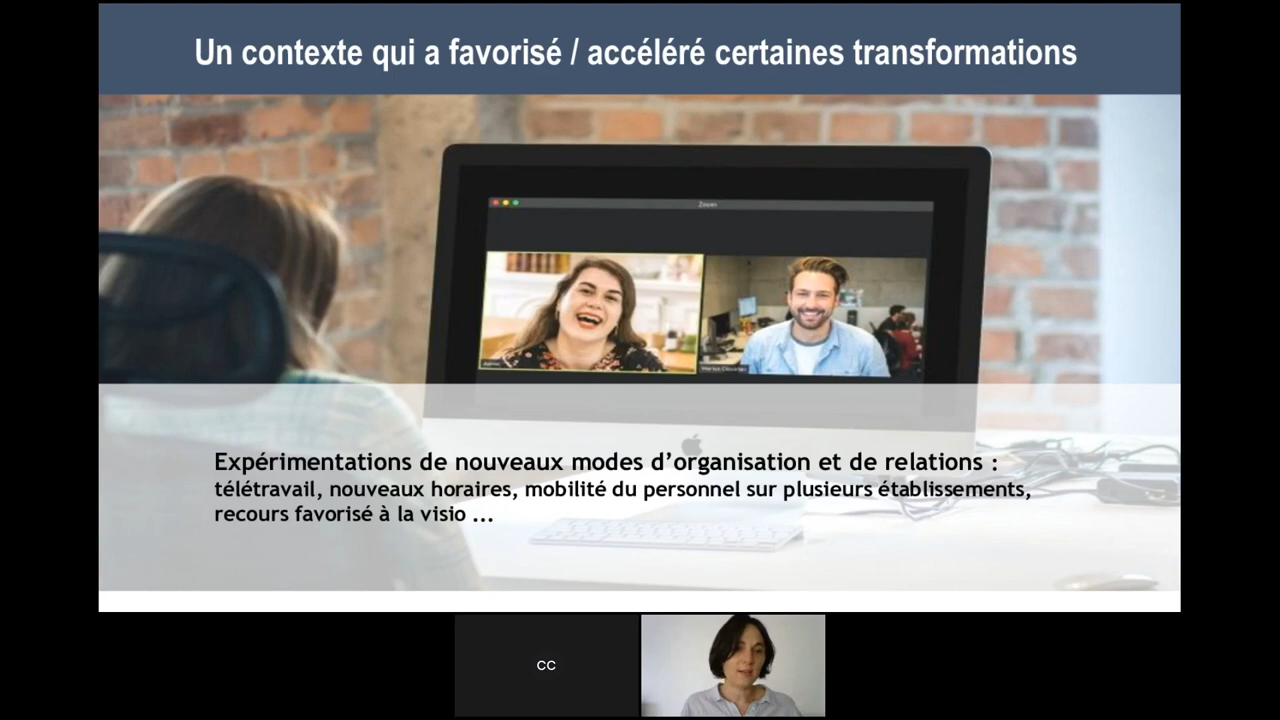 Un contexte qui a favorisé / accéléré certaines transformations
Zoom
Expérimentations de nouveaux modes d’organisation et de relations :
télétravail, nouveaux horaires, mobilité du personnel sur plusieurs établissements,
recours favorisé à la visio ...
CC